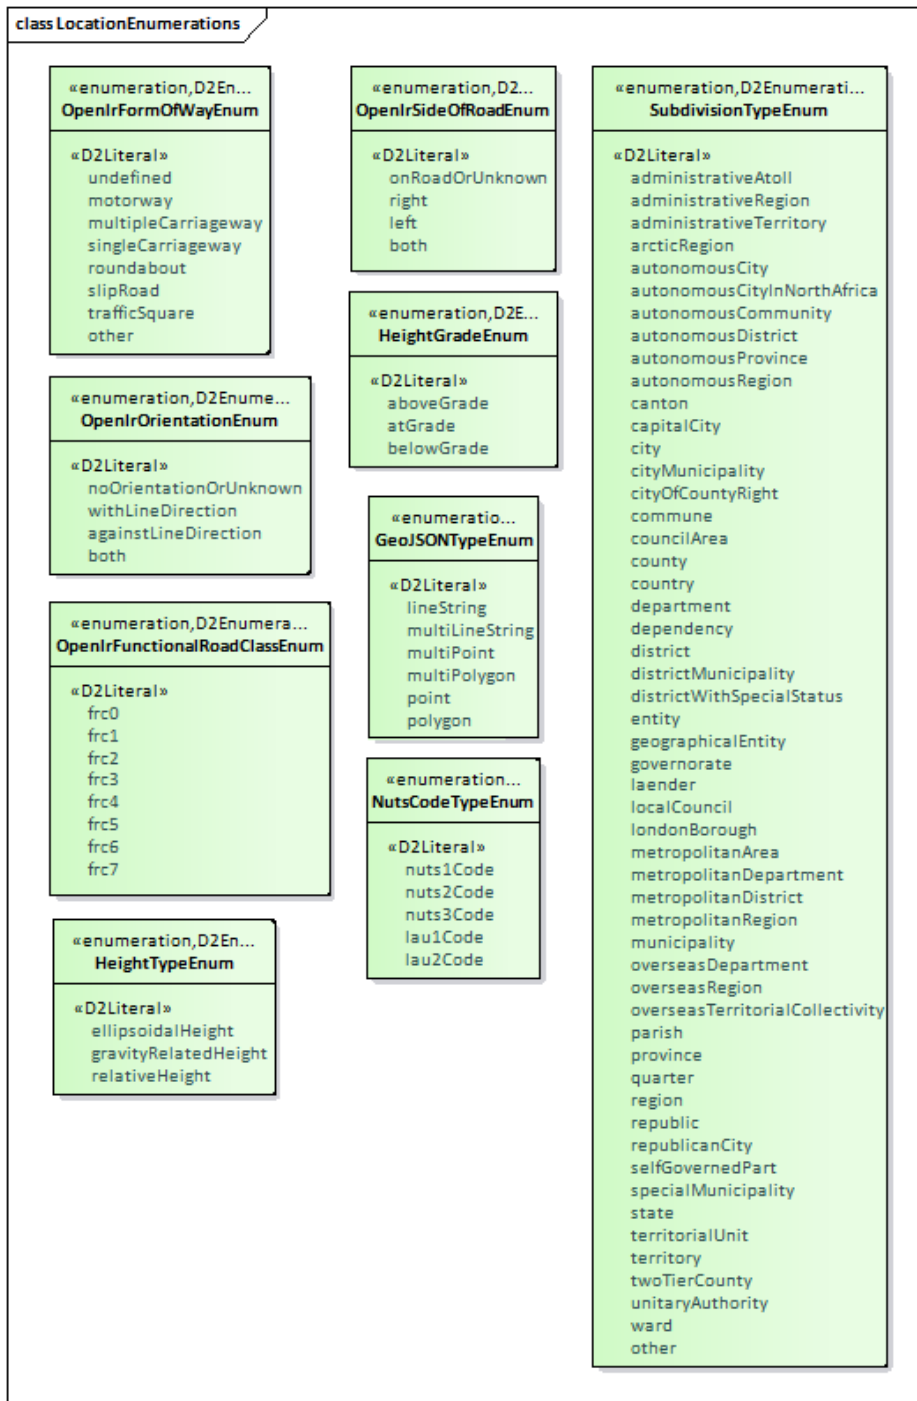 class LocationEnumerations
«enumeration,D2En...
OpenlrFormOfWayEnum
«D2Literal»
undefined
motorway
multipleCarriageway
singleCarriageway
roundabout
slipRoad
trafficSquare
other
«enumeration,D2Enume...
OpenlrOrientationEnum
«D2Literal»
noOrientationOrUnknown
withLineDirection
againstLineDirection
both
«enumeration,D2Enumera...
OpenlrFunctionalRoadClassEnum
«D2Literal»
frc0
frc1
frc2
frc3
frc4
frc5
frc6
frc7
«enumeration,D2En...
HeightTypeEnum
«D2Literal»
ellipsoidalHeight
gravityRelatedHeight
relativeHeight
«enumeration,D2...
OpenlrSideOfRoadEnum
«D2Literal»
onRoadOrUnknown
right
left
both
«enumeration,D2E...
HeightGradeEnum
«D2Literal»
aboveGrade
atGrade
belowGrade
«enumeratio...
GeoJSONTypeEnum
«D2Literal»
lineString
multiLineString
multiPoint
multiPolygon
point
polygon
«enumeration...
NutsCodeTypeEnum
«D2Literal»
nuts1Code
nuts2Code
nuts3Code
lau1Code
lau2Code
«enumeration,D2Enumerati...
SubdivisionTypeEnum
«D2Literal»
administrativeAtoll
administrativeRegion
administrativeTerritory
arcticRegion
autonomousCity
autonomousCityInNorthAfrica
autonomousCommunity
autonomousDistrict
autonomousProvince
autonomousRegion
canton
capitalCity
city
cityMunicipality
cityOfCountyRight
commune
councilArea
county
country
department
dependency
district
districtMunicipality
districtWithSpecialStatus
entity
geographicalEntity
governorate
laender
localCouncil
londonBorough
metropolitanArea
metropolitanDepartment
metropolitanDistrict
metropolitanRegion
municipality
overseasDepartment
overseasRegion
overseasTerritorialCollectivity
parish
province
quarter
region
republic
republicanCity
selfGovernedPart
specialMunicipality
state
territorialUnit
territory
twoTierCounty
unitaryAuthority
ward
other